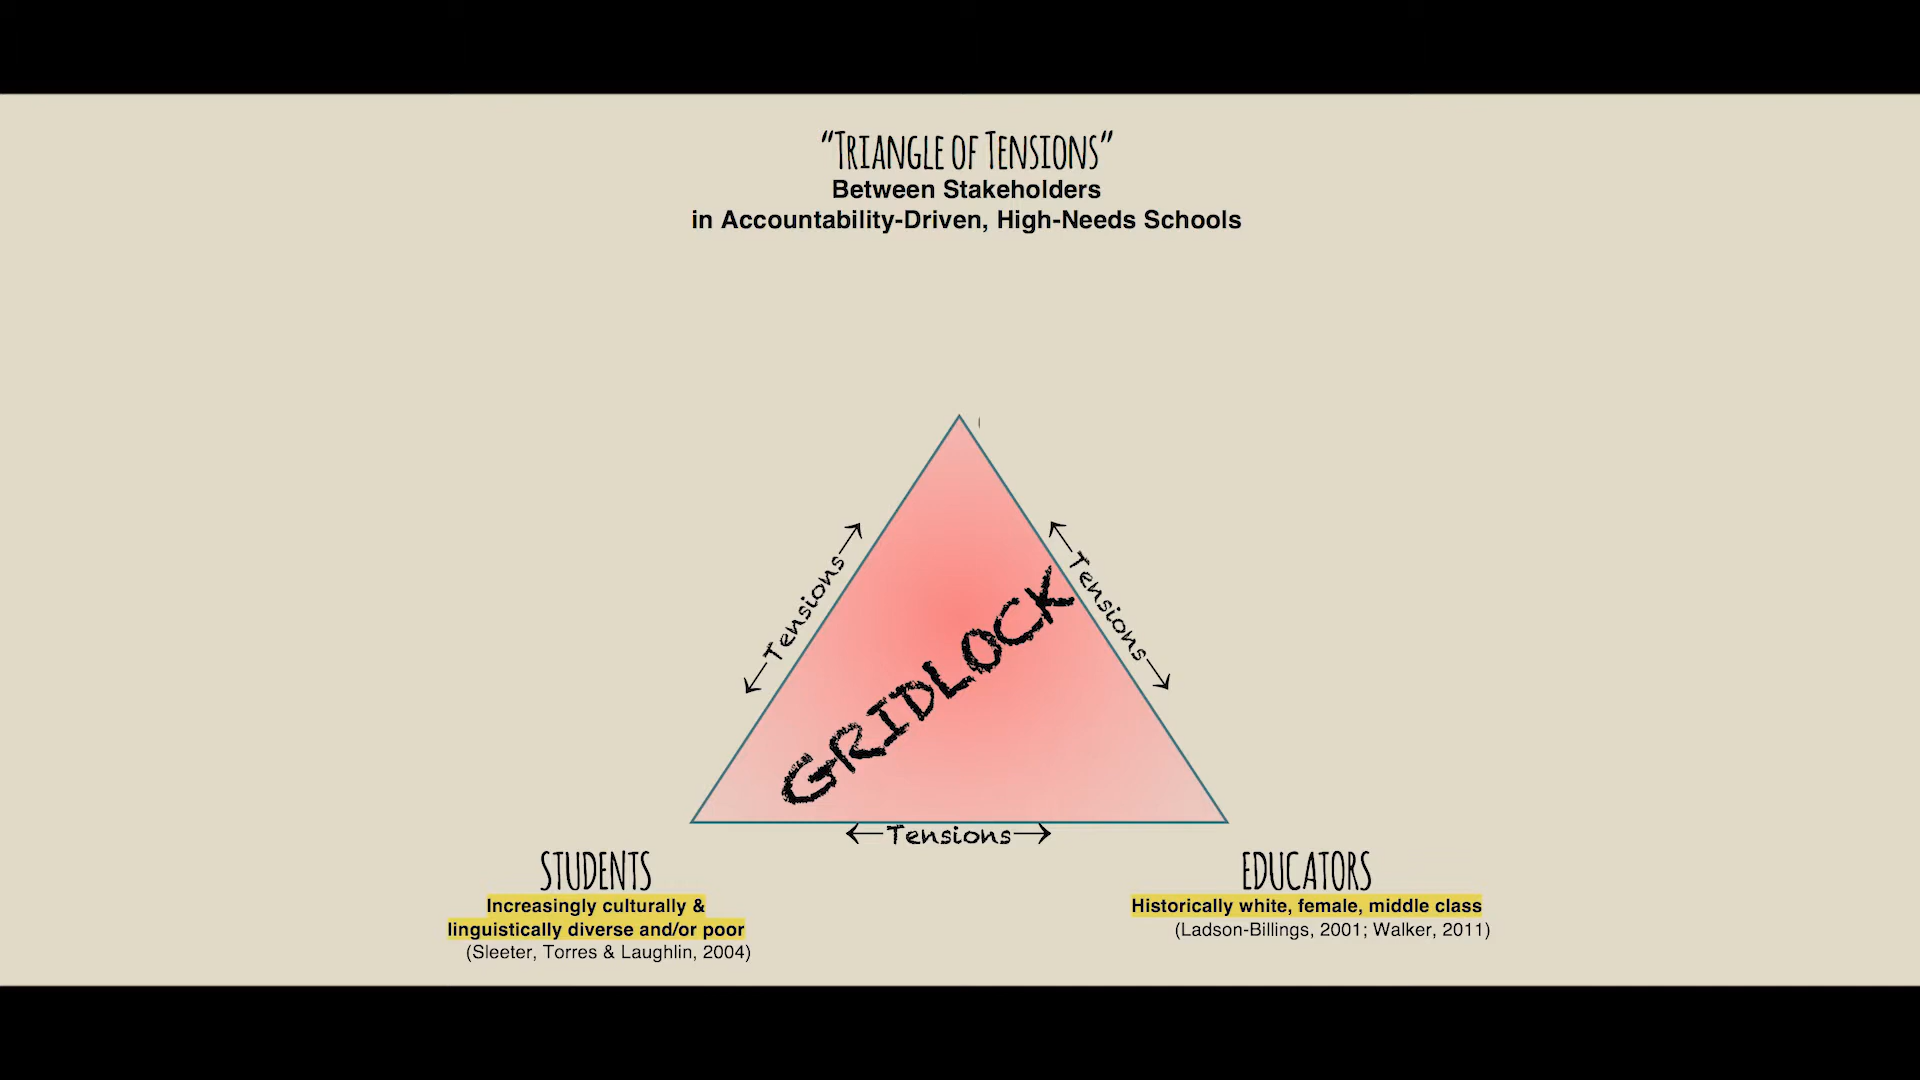 “TRIANGLE OF TENSIONS”
Between Stakeholders
in Accountability-Driven, High-Needs Schools
Tensions
Tensions
GRIDLOCK
Tensions
STUDENTS
Increasingly culturally &
linguistically diverse and/or poor
(Sleeter, Torres & Laughlin, 2004)
EDUCATORS
Historically white, female, middle class
(Ladson-Billings, 2001; Walker, 2011)